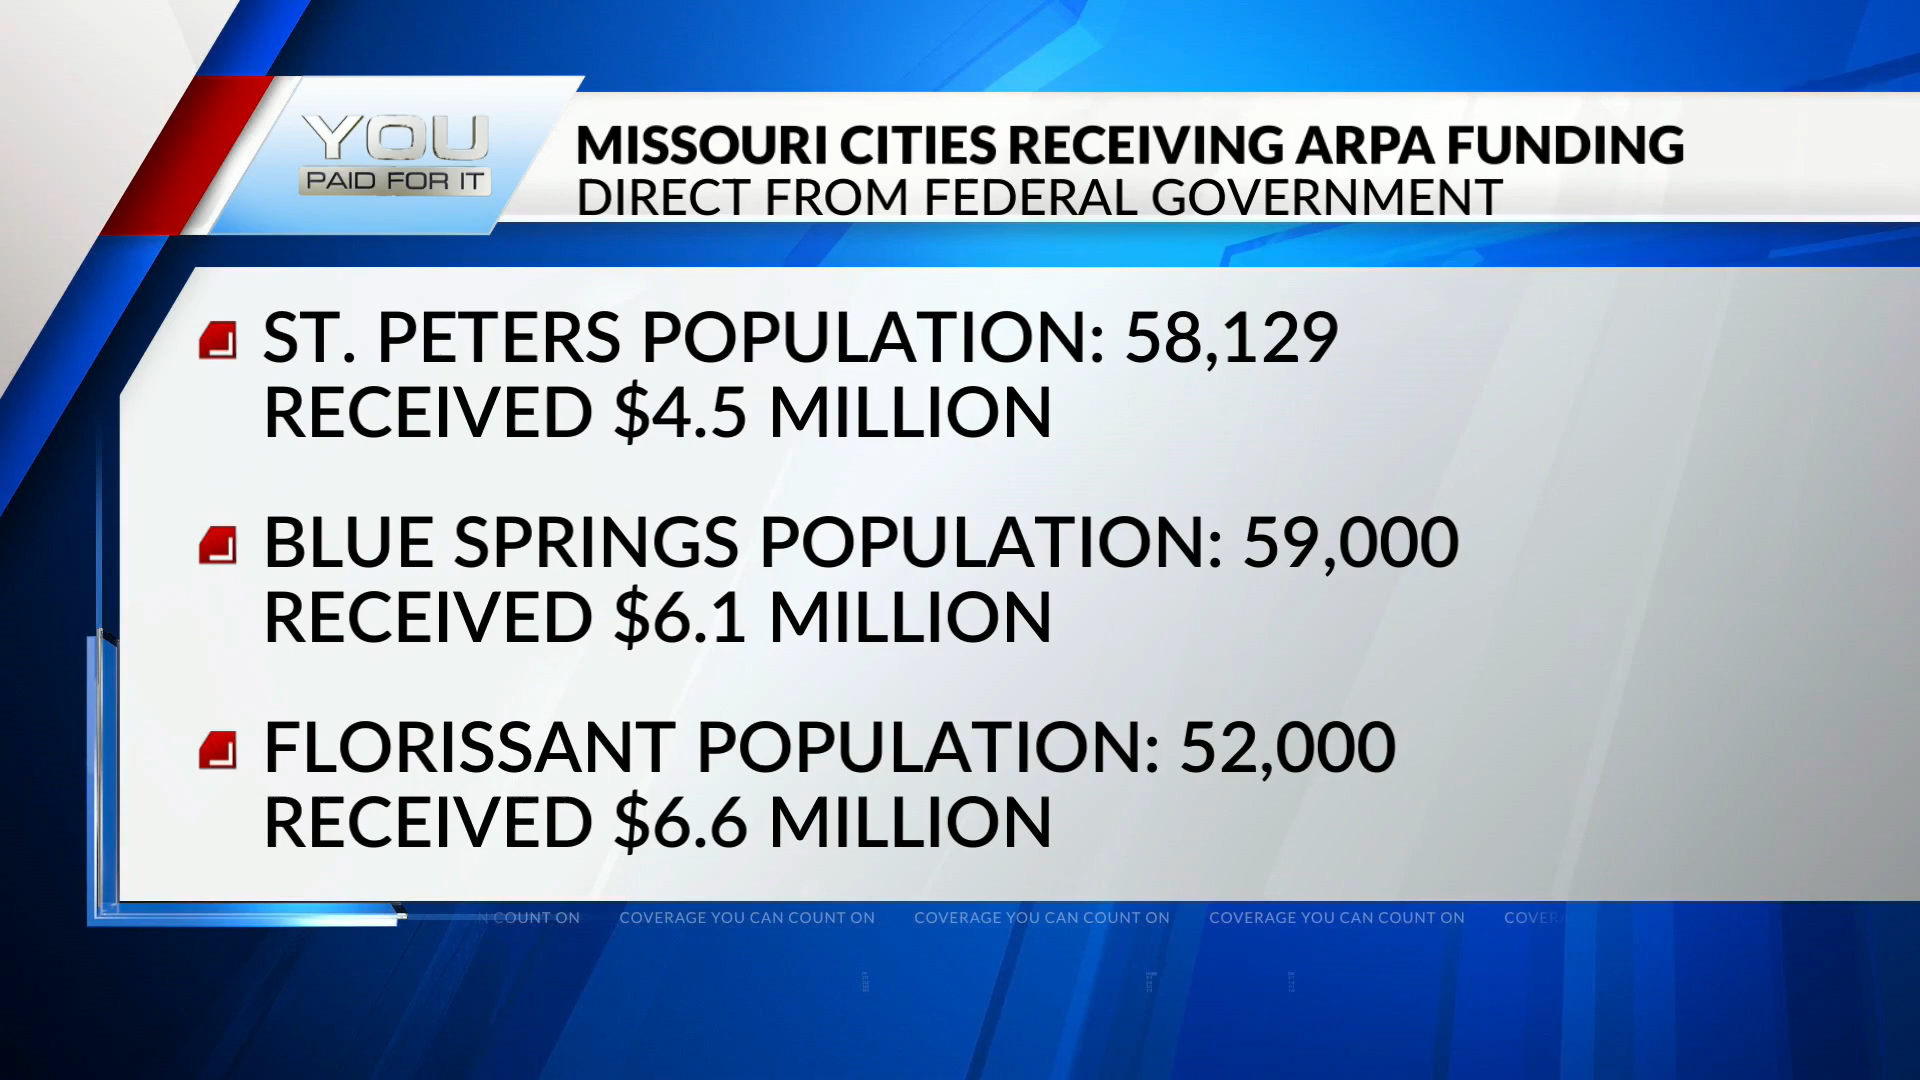 YOU
PAID FOR IT
MISSOURI CITIES RECEIVING ARPA FUNDING
DIRECT FROM FEDERAL GOVERNMENT
ST. PETERS POPULATION: 58,129
RECEIVED $4.5 MILLION
BLUE SPRINGS POPULATION: 59,000
RECEIVED $6.1 MILLION
FLORISSANT POPULATION: 52,000
RECEIVED $6.6 MILLION
COUNT ON COVERAGE YOU CAN COUNT ON COVERAGE YOU CAN COUNT ON COVERAGE YOU CAN COUNT ON